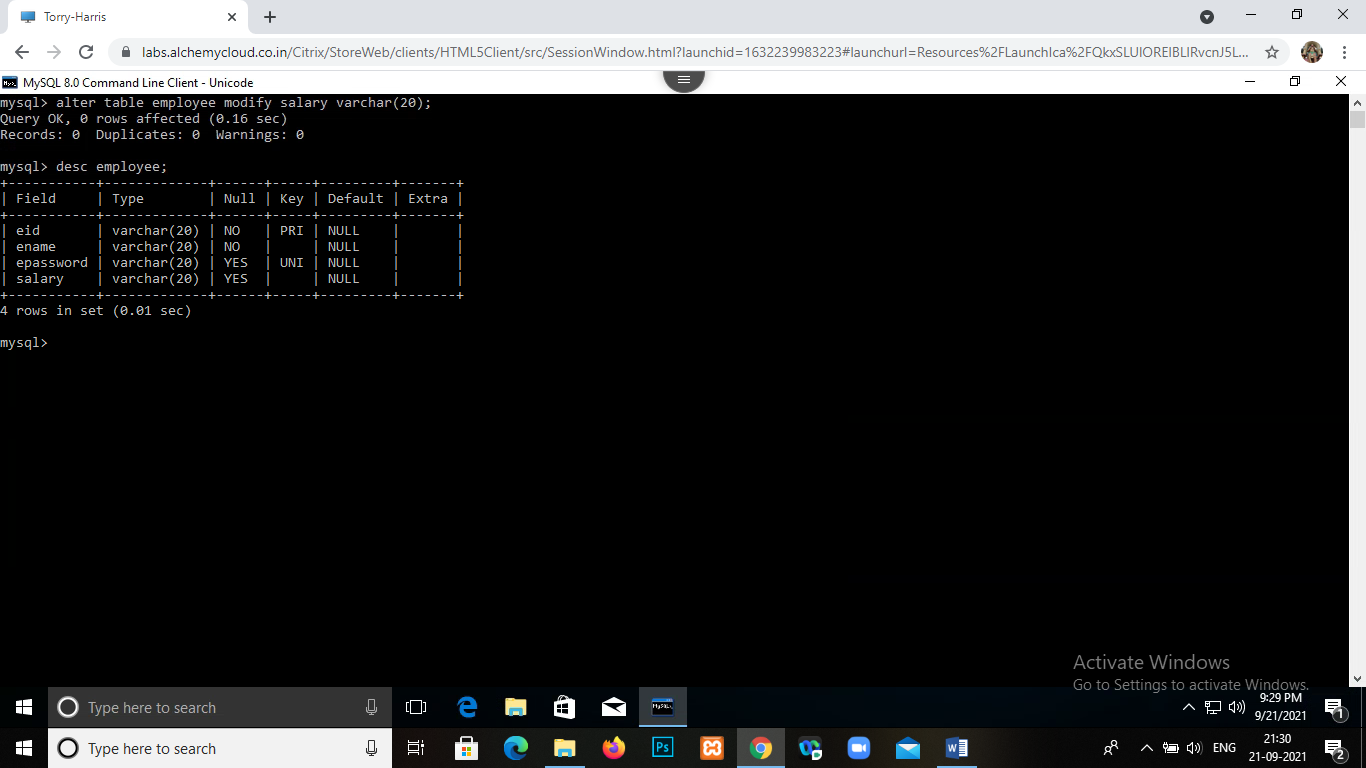 Torry-Harris
labs.alchemycloud.co.in/Citrix/StoreWeb/clients/HTML5Client/src/SessionWindow.html?launchid=1632239983223#launchurl=Resources%2FLaunchIca%2FQkxSLUlOREIBLlRvcnJ5L...
MySQL 8.0 Command Line Client - Unicode
mysql> alter table employee modify salary varchar(20);
Query OK, 0 rows affected (0.16 sec)
Records: 0  Duplicates: 0  Warnings: 0
mysql> desc employee;
+-----------+-------------+------+-----+---------+-------+
| Field     | Type        | Null | Key | Default | Extra |
+-----------+-------------+------+-----+---------+-------+
| eid       | varchar(20) | NO   | PRI | NULL    |       |
| ename     | varchar(20) | NO   |     | NULL    |       |
| epassword | varchar(20) | YES  | UNI | NULL    |       |
| salary    | varchar(20) | YES  |     | NULL    |       |
+-----------+-------------+------+-----+---------+-------+
4 rows in set (0.01 sec)
mysql>
Activate Windows
Go to Settings to activate Windows.
Type here to search
MySQL
9:29 PM
9/21/2021
1
Type here to search
Ps
W
ENG
21:30
21-09-2021
2